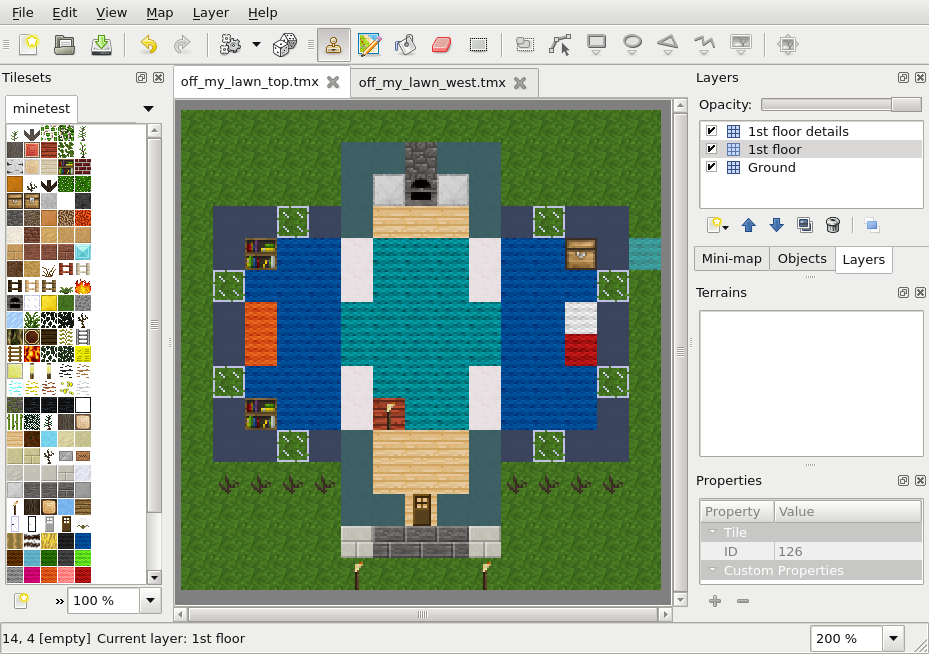 File Edit View Map Layer Help
Tilesets
minetest
off_my_lawn_top.tmx
off_my_lawn_west.tmx
Layers
Opacity:
1st floor details
1st floor
Ground
Mini-map Objects Layers
Terrains
Properties
Property Value
Tile
ID 126
Custom Properties
» 100 %
14, 4 [empty] Current layer: 1st floor
200 %